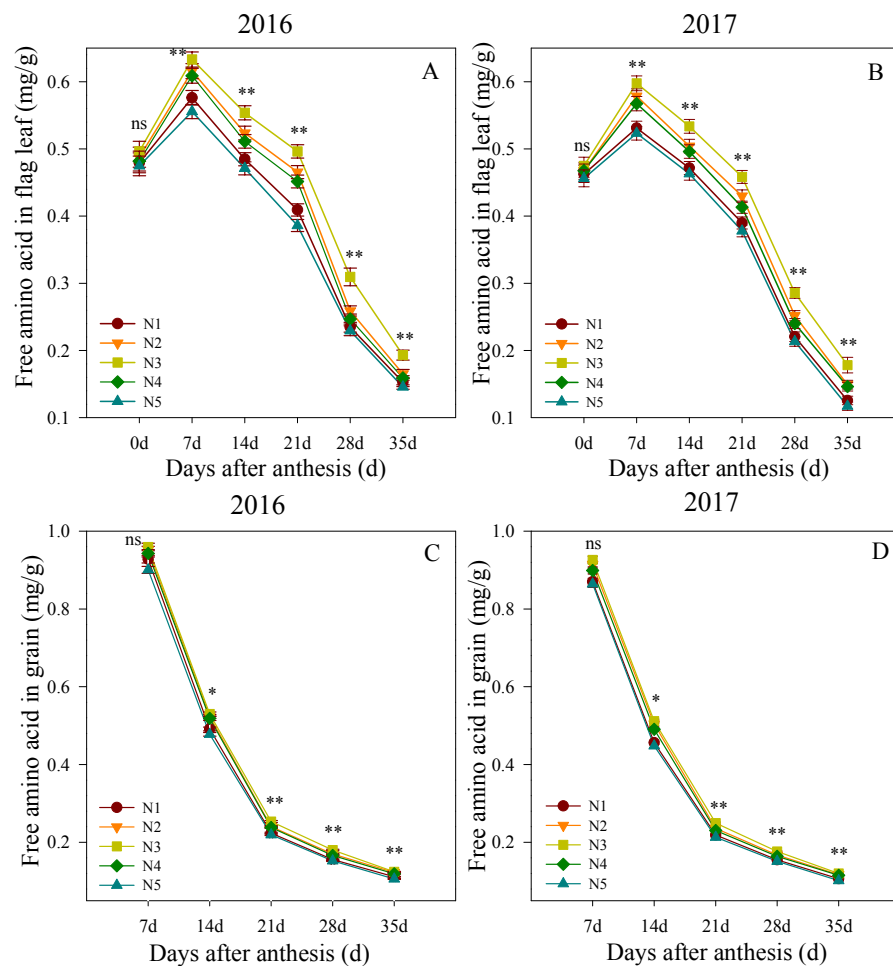 2016
2017
Free amino acid in flag leaf (mg/g)
0.6
0.5
0.4
0.3
0.2
0.1
A
ns
**
**
**
**
**
N1
N2
N3
N4
N5
0d
7d
14d
21d
28d
35d
Days after anthesis (d)
Free amino acid in flag leaf (mg/g)
0.6
0.5
0.4
0.3
0.2
0.1
B
ns
**
**
**
**
**
N1
N2
N3
N4
N5
0d
7d
14d
21d
28d
35d
Days after anthesis (d)
2016
2017
Free amino acid in grain (mg/g)
1.0
0.8
0.6
0.4
0.2
C
ns
*
**
**
**
N1
N2
N3
N4
N5
7d
14d
21d
28d
35d
Days after anthesis (d)
Free amino acid in grain (mg/g)
1.0
0.8
0.6
0.4
0.2
D
ns
*
**
**
**
N1
N2
N3
N4
N5
7d
14d
21d
28d
35d
Days after anthesis (d)